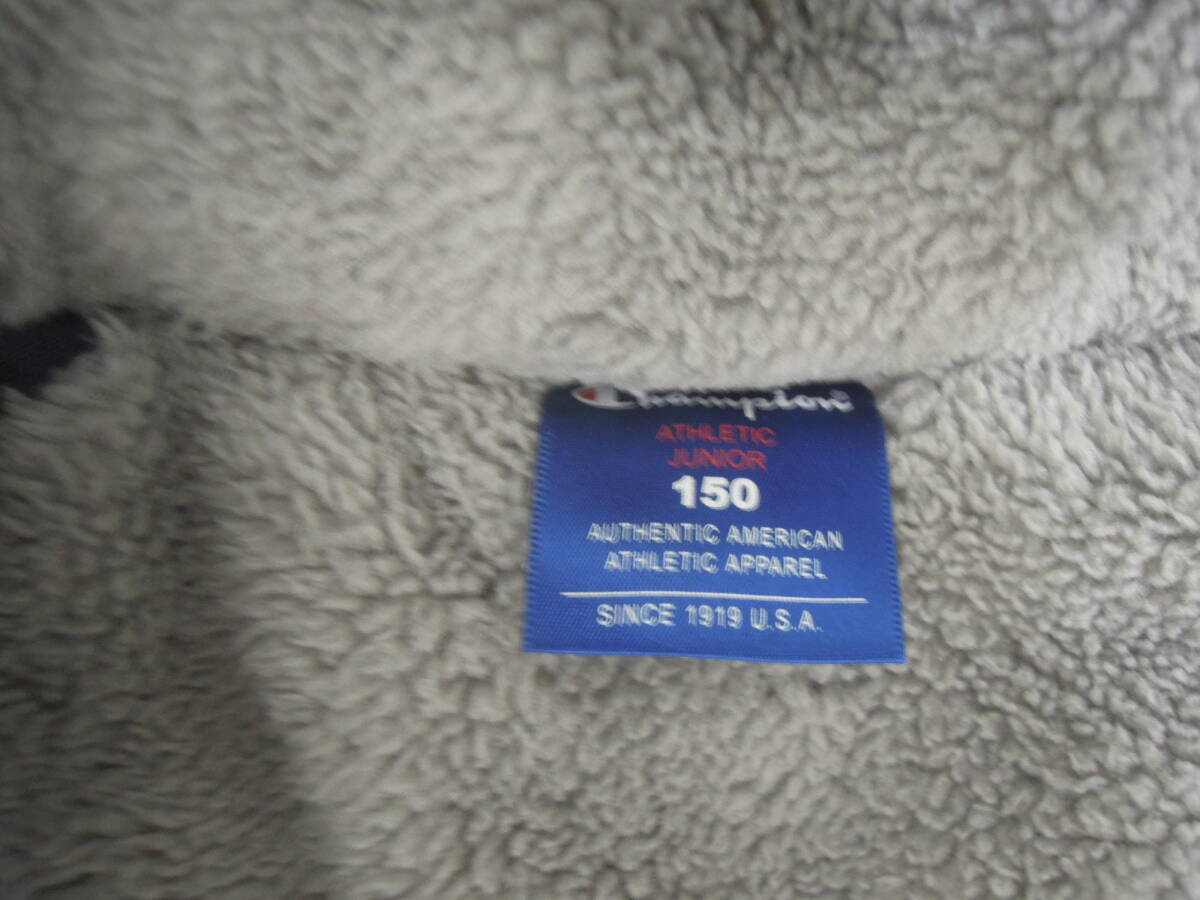 Champion
ATHLETIC
JUNIOR
150
AUTHENTIC AMERICAN
ATHLETIC APPAREL
SINCE 1919 U.S.A.